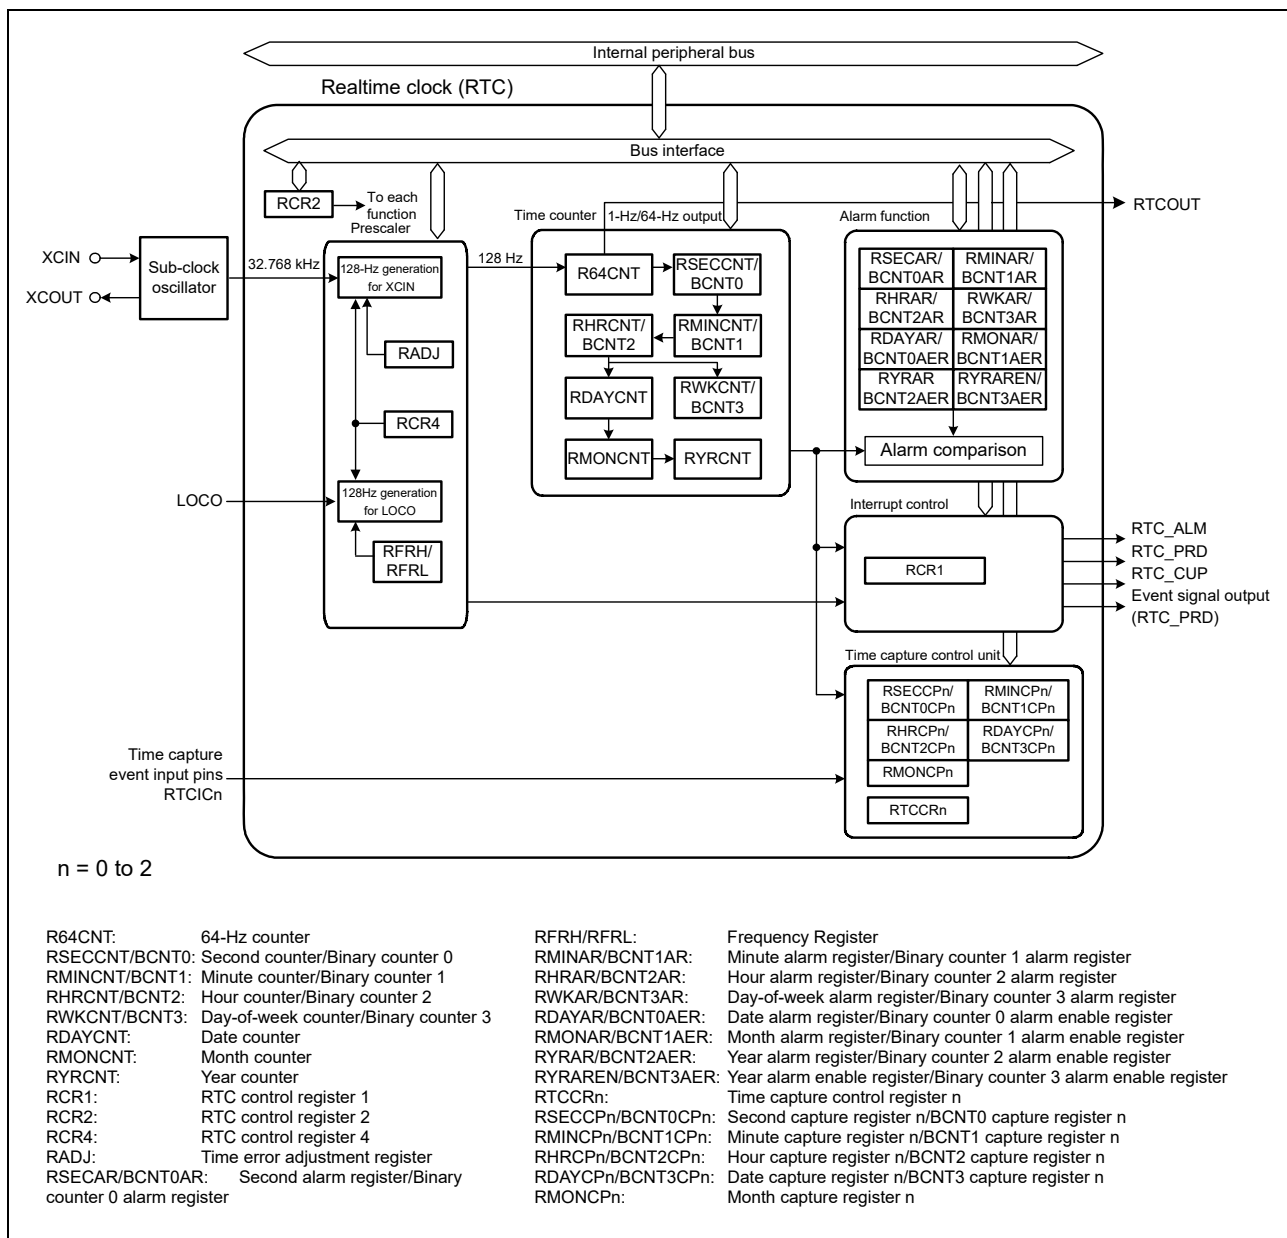 Internal peripheral bus
Realtime clock (RTC)
Bus interface
RCR2
To each
function
Prescaler
Time counter
1-Hz/64-Hz output
Alarm function
RTCOUT
XCIN
XCOUT
Sub-clock
oscillator
32.768 kHz
128-Hz generation
for XCIN
128 Hz
R64CNT
RSECCNT/
BCNT0
RHRCNT/
BCNT2
RMINCNT/
BCNT1
RDAYCNT
RWKCNT/
BCNT3
RMONCNT
RYRCNT
RADJ
RCR4
LOCO
128Hz generation
for LOCO
RFRH/
RFRL
RSECAR/
BCNT0AR
RMINAR/
BCNT1AR
RHRAR/
BCNT2AR
RWKAR/
BCNT3AR
RDAYAR/
BCNT0AER
RMONAR/
BCNT1AER
RYRAR
BCNT2AER
RYRAREN/
BCNT3AER
Alarm comparison
Interrupt control
RCR1
RTC_ALM
RTC_PRD
RTC_CUP
Event signal output
(RTC_PRD)
Time capture control unit
RSECCPn/
BCNT0CPn
RMINCPn/
BCNT1CPn
RHRCPn/
BCNT2CPn
RDAYCPn/
BCNT3CPn
RMONCPn
RTCCRn
Time capture
event input pins
RTCICn
n = 0 to 2
R64CNT: 64-Hz counter
RSECCNT/BCNT0: Second counter/Binary counter 0
RMINCNT/BCNT1: Minute counter/Binary counter 1
RHRCNT/BCNT2: Hour counter/Binary counter 2
RWKCNT/BCNT3: Day-of-week counter/Binary counter 3
RDAYCNT: Date counter
RMONCNT: Month counter
RYRCNT: Year counter
RCR1: RTC control register 1
RCR2: RTC control register 2
RCR4: RTC control register 4
RADJ: Time error adjustment register
RSECAR/BCNT0AR: Second alarm register/Binary
counter 0 alarm register
RFRH/RFRL: Frequency Register
RMINAR/BCNT1AR: Minute alarm register/Binary counter 1 alarm register
RHRAR/BCNT2AR: Hour alarm register/Binary counter 2 alarm register
RWKAR/BCNT3AR: Day-of-week alarm register/Binary counter 3 alarm register
RDAYAR/BCNT0AER: Date alarm register/Binary counter 0 alarm enable register
RMONAR/BCNT1AER: Month alarm register/Binary counter 1 alarm enable register
RYRAR/BCNT2AER: Year alarm register/Binary counter 2 alarm enable register
RYRAREN/BCNT3AER: Year alarm enable register/Binary counter 3 alarm enable register
RTCCRn: Time capture control register n
RSECCPn/BCNT0CPn: Second capture register n/BCNT0 capture register n
RMINCPn/BCNT1CPn: Minute capture register n/BCNT1 capture register n
RHRCPn/BCNT2CPn: Hour capture register n/BCNT2 capture register n
RDAYCPn/BCNT3CPn: Date capture register n/BCNT3 capture register n
RMONCPn: Month capture register n